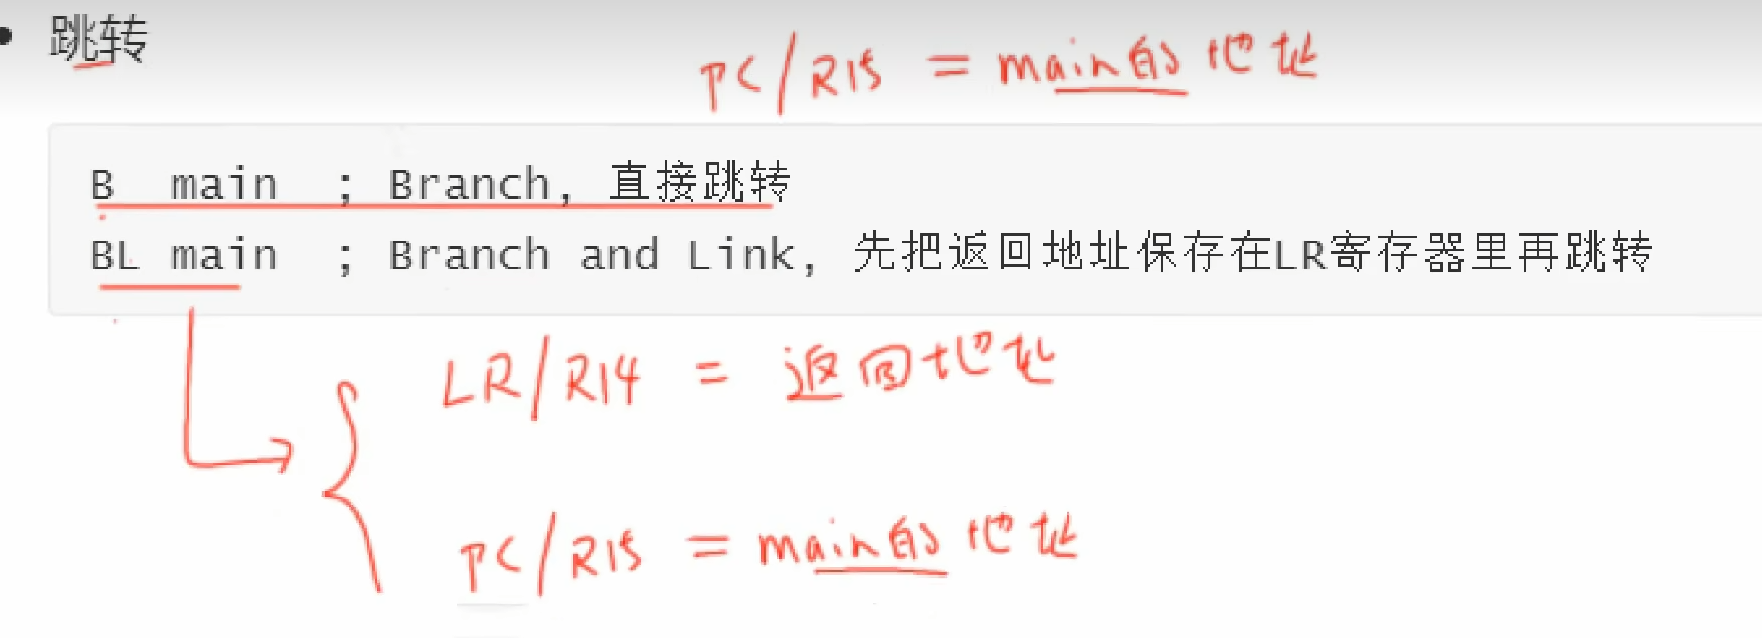 • 跳转
PC/R15 = main的地址
B main ; Branch, 直接跳转
BL main ; Branch and Link, 先把返回地址保存在LR寄存器里再跳转
LR/R14 = 返回地址
PC/R15 = main的地址